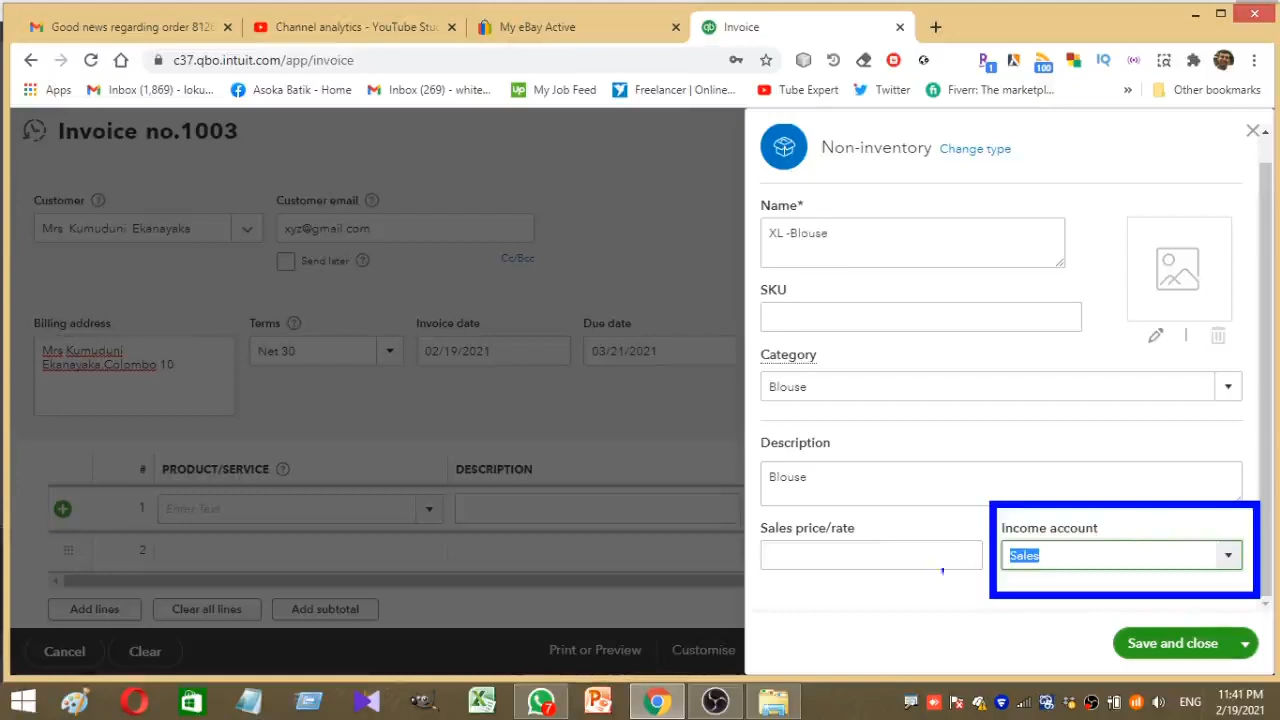 Good news regarding order 8126
Channel analytics - YouTube Stu
My eBay Active
Invoice
c37.qbo.intuit.com/app/invoice
1
100
IQ
Apps
Inbox (1,869) - loku...
Asoka Batik - Home
Inbox (269) - white...
Up My Job Feed
Freelancer | Online...
Tube Expert
Twitter
Fiverr: The marketpl...
»
Other bookmarks
Invoice no.1003
Customer
Customer email
Mrs Kumuduni Ekanayaka
xyz@gmail.com
Send later
Cc/Bcc
Billing address
Terms
Invoice date
Due date
Mrs Kumuduni
Ekanayaka,Colombo 10
Net 30
02/19/2021
03/21/2021
#
PRODUCT/SERVICE
DESCRIPTION
1
Enter Text
2
Add lines
Clear all lines
Add subtotal
Cancel
Clear
Print or Preview
Customise
Non-inventory
Change type
Name*
XL -Blouse
SKU
Category
Blouse
Description
Blouse
Sales price/rate
Income account
Sales
Save and close
7
ENG
11:41 PM
2/19/2021